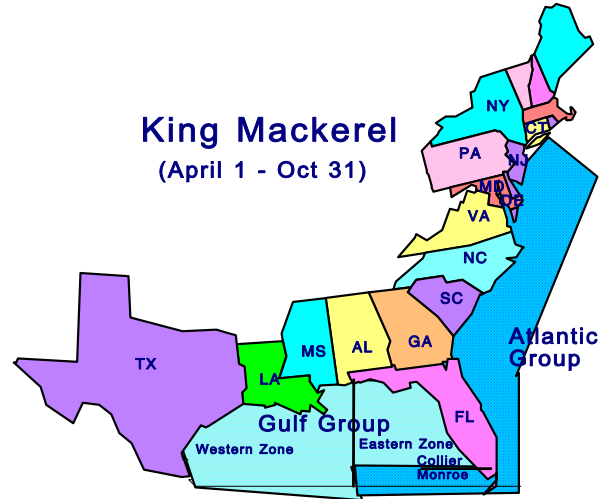 King Mackerel
(April 1 - Oct 31)
NY
CT
PA
NJ
MD
DE
VA
NC
SC
TX
LA
MS
AL
GA
FL
Atlantic
Group
Gulf Group
Western Zone
Eastern Zone
Collier
Monroe